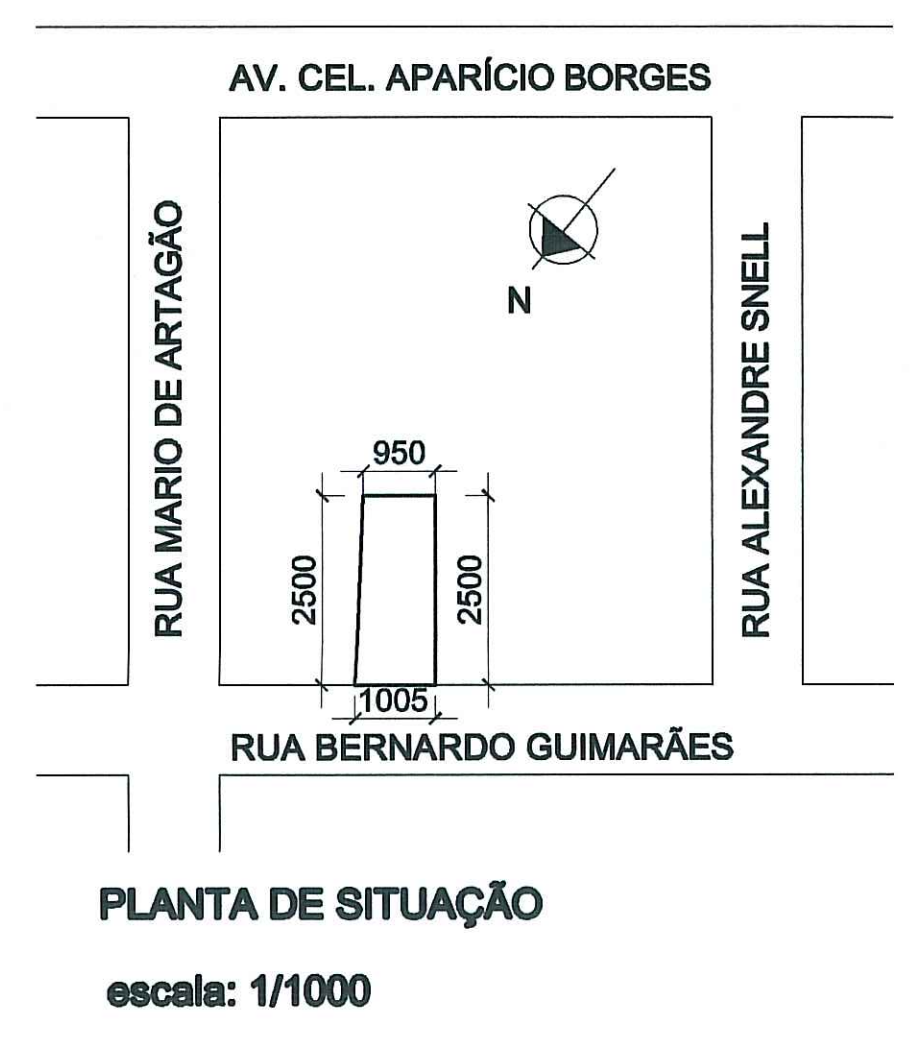 AV. CEL. APARÍCIO BORGES
RUA MARIO DE ARTAGÃO
N
RUA ALEXANDRE SNELL
950
2500
2500
1005
RUA BERNARDO GUIMARÃES
PLANTA DE SITUAÇÃO
escala: 1/1000